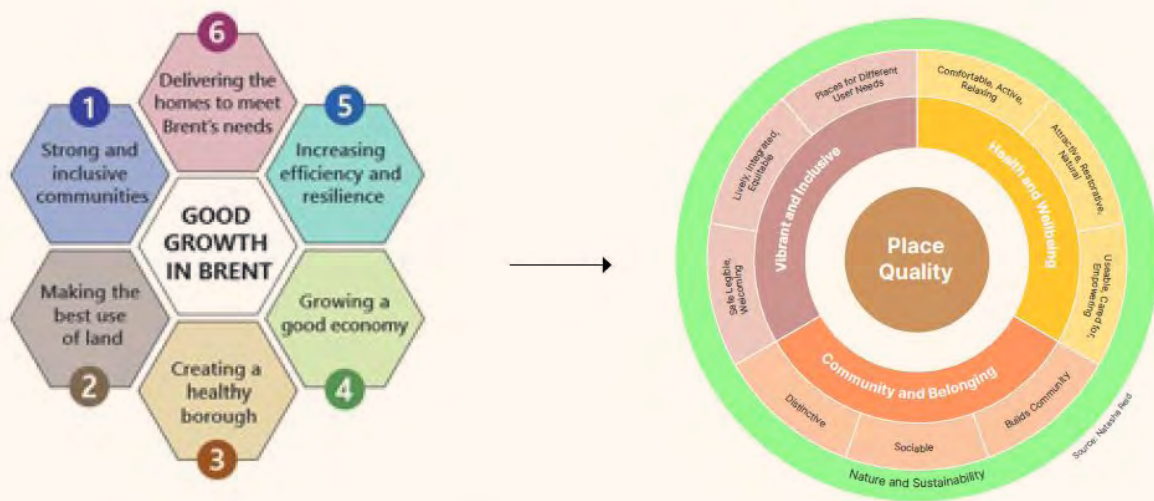 6
Delivering the
homes to meet
Brent's needs
1
Strong and
inclusive
communities
5
Increasing
efficiency and
resilience
GOOD
GROWTH
IN BRENT
Making the
best use
of land
2
Growing a
good economy
4
Creating a
healthy
borough
3
Places for Different
User Needs
Comfortable, Active,
Relaxing
Lively, Integrated,
Equitable
Attractive, Restorative,
Natural
Vibrant and Inclusive
Health and Wellbeing
Place
Quality
Safe Legible,
Welcoming
Useable, Cared for,
Empowering
Community and Belonging
Distinctive
Sociable
Builds Community
Nature and Sustainability
Source: Natasha Reid